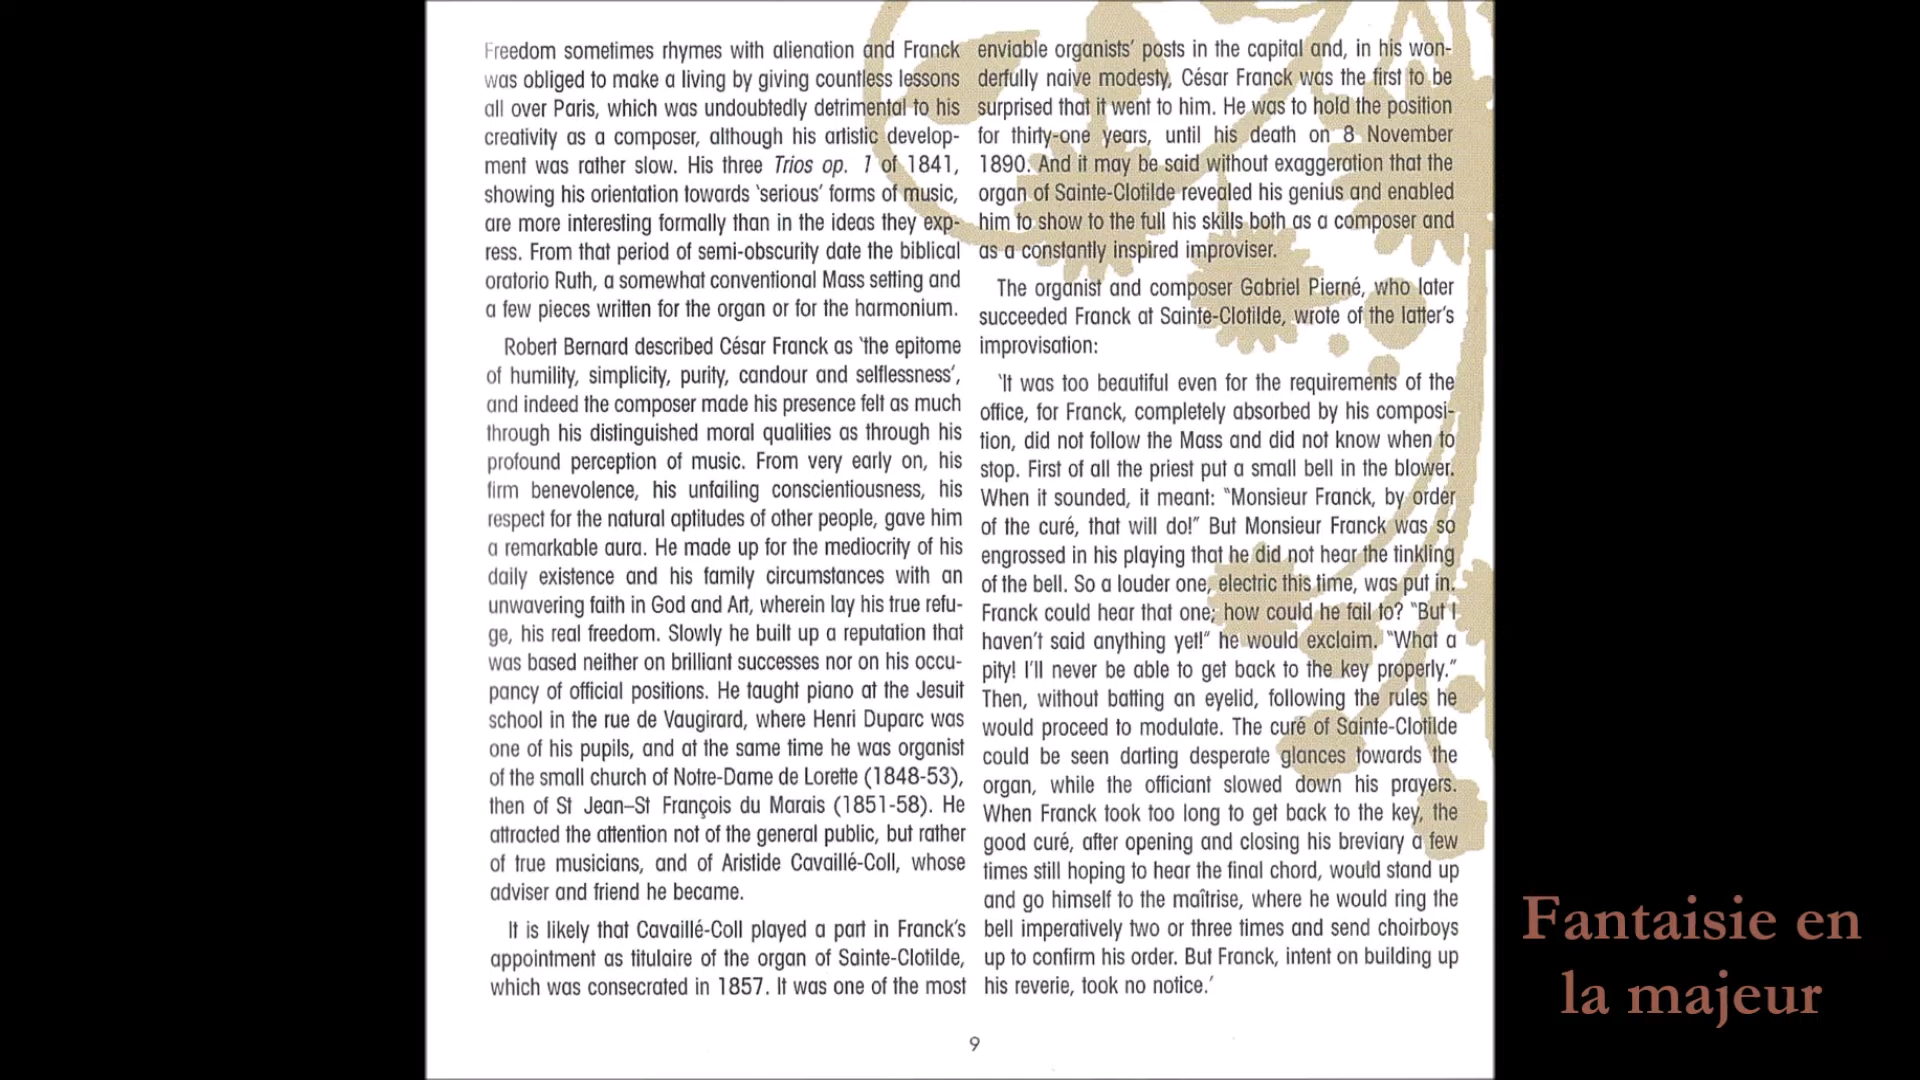 Freedom sometimes rhymes with alienation and Franck
was obliged to make a living by giving countless lessons
all over Paris, which was undoubtedly detrimental to his
creativity as a composer, although his artistic develop-
ment was rather slow. His three Trios op. 1 of 1841,
showing his orientation towards ‘serious’ forms of music,
are more interesting formally than in the ideas they exp-
ress. From that period of semi-obscurity date the biblical
oratorio Ruth, a somewhat conventional Mass setting and
a few pieces written for the organ or for the harmonium.
Robert Bernard described César Franck as ‘the epitome
of humility, simplicity, purity, candour and selflessness’,
and indeed the composer made his presence felt as much
through his distinguished moral qualities as through his
profound perception of music. From very early on, his
firm benevolence, his unfailing conscientiousness, his
respect for the natural aptitudes of other people, gave him
a remarkable aura. He made up for the mediocrity of his
daily existence and his family circumstances with an
unwavering faith in God and Art, wherein lay his true refu-
ge, his real freedom. Slowly he built up a reputation that
was based neither on brilliant successes nor on his occu-
pancy of official positions. He taught piano at the Jesuit
school in the rue de Vaugirard, where Henri Duparc was
one of his pupils, and at the same time he was organist
of the small church of Notre-Dame de Lorette (1848-53),
then of St Jean–St François du Marais (1851-58). He
attracted the attention not of the general public, but rather
of true musicians, and of Aristide Cavaillé-Coll, whose
adviser and friend he became.
It is likely that Cavaillé-Coll played a part in Franck’s
appointment as titulaire of the organ of Sainte-Clotilde,
which was consecrated in 1857. It was one of the most
enviable organists’ posts in the capital and, in his won-
derfully naive modesty, César Franck was the first to be
surprised that it went to him. He was to hold the position
for thirty-one years, until his death on 8 November
1890. And it may be said without exaggeration that the
organ of Sainte-Clotilde revealed his genius and enabled
him to show to the full his skills both as a composer and
as a constantly inspired improviser.
The organist and composer Gabriel Pierné, who later
succeeded Franck at Sainte-Clotilde, wrote of the latter’s
improvisation:
‘It was too beautiful even for the requirements of the
office, for Franck, completely absorbed by his composi-
tion, did not follow the Mass and did not know when to
stop. First of all the priest put a small bell in the blower.
When it sounded, it meant: “Monsieur Franck, by order
of the curé, that will do!” But Monsieur Franck was so
engrossed in his playing that he did not hear the tinkling
of the bell. So a louder one, electric this time, was put in.
Franck could hear that one; how could he fail to? “But I
haven’t said anything yet!” he would exclaim. “What a
pity! I’ll never be able to get back to the key properly.”
Then, without batting an eyelid, following the rules he
would proceed to modulate. The curé of Sainte-Clotilde
could be seen darting desperate glances towards the
organ, while the officiant slowed down his prayers.
When Franck took too long to get back to the key, the
good curé, after opening and closing his breviary a few
times still hoping to hear the final chord, would stand up
and go himself to the maîtrise, where he would ring the
bell imperatively two or three times and send choirboys
up to confirm his order. But Franck, intent on building up
his reverie, took no notice.’
9
Fantaisie en
la majeur